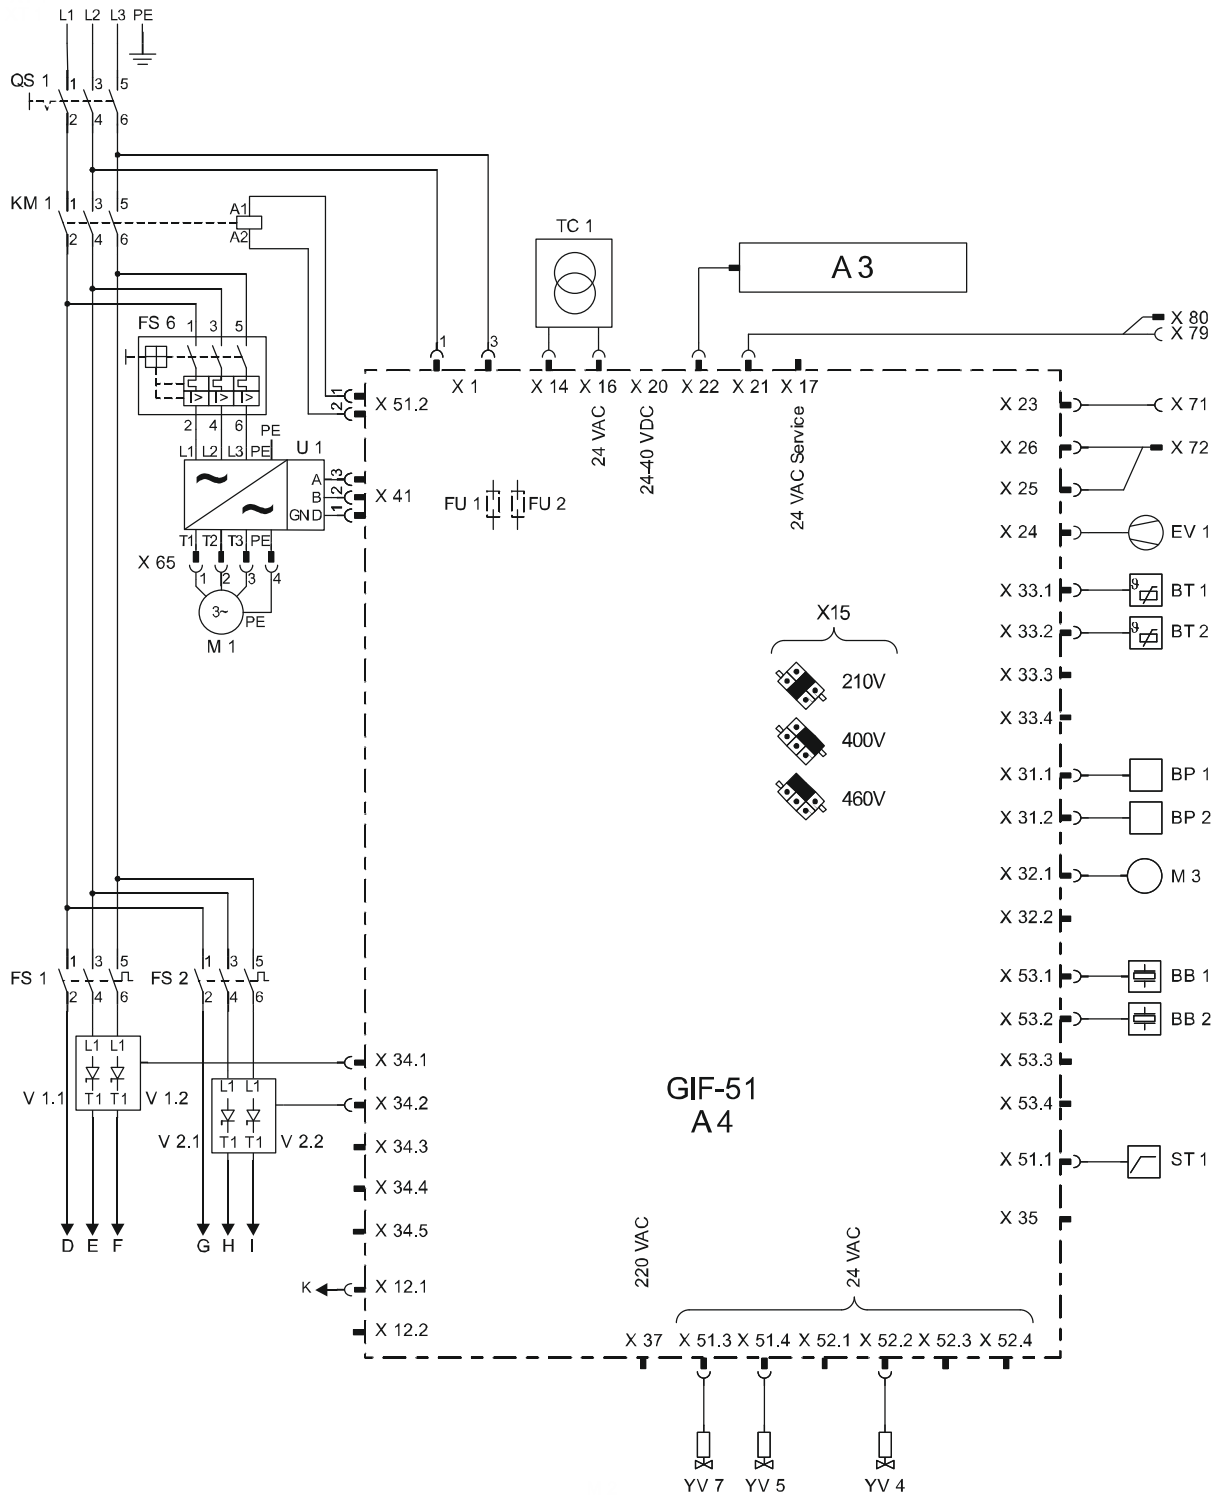 L1 L2 L3 PE
QS 1 1 3 5
2 4 6
KM 1 1 3 5
2 4 6
A1
A2
TC 1
A 3
X 80
X 79
FS 6 1 3 5
I> I> I>
2 4 6
PE
L1 L2 L3 PE U 1
A 3
B 2
GND 1
T1 T2 T3 PE
X 65 1 2 3 4
3~
PE
M 1
1 3
X 1 X 14 X 16 X 20 X 22 X 21 X 17
24 VAC
24-40 VDC
24 VAC Service
1
2
X 51.2
X 41
FU 1 FU 2
X 23 X 71
X 26 X 72
X 25
X 24 EV 1
X 33.1 ϑ BT 1
X 33.2 ϑ BT 2
X 33.3
X 33.4
X15
210V
400V
460V
X 31.1 BP 1
X 31.2 BP 2
X 32.1 M 3
X 32.2
X 53.1 BB 1
X 53.2 BB 2
X 53.3
X 53.4
X 51.1 ST 1
X 35
FS 1 1 3 5
2 4 6
FS 2 1 3 5
2 4 6
L1 L1
V 1.1 T1 T1 V 1.2
L1 L1
V 2.1 T1 T1 V 2.2
X 34.1
X 34.2
X 34.3
X 34.4
X 34.5
D E F G H I
K X 12.1
X 12.2
GIF-51
A 4
220 VAC
24 VAC
X 37 X 51.3 X 51.4 X 52.1 X 52.2 X 52.3 X 52.4
YV 7 YV 5 YV 4